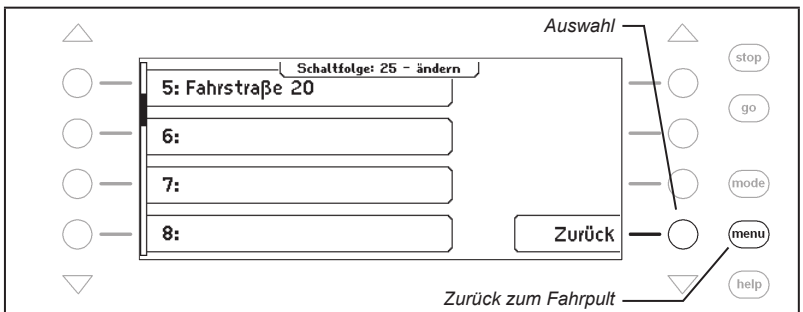 Auswahl
stop
Schaltfolge: 25 - ändern
5: Fahrstraße 20
go
6:
7:
mode
8:
Zurück
menu
help
Zurück zum Fahrpult